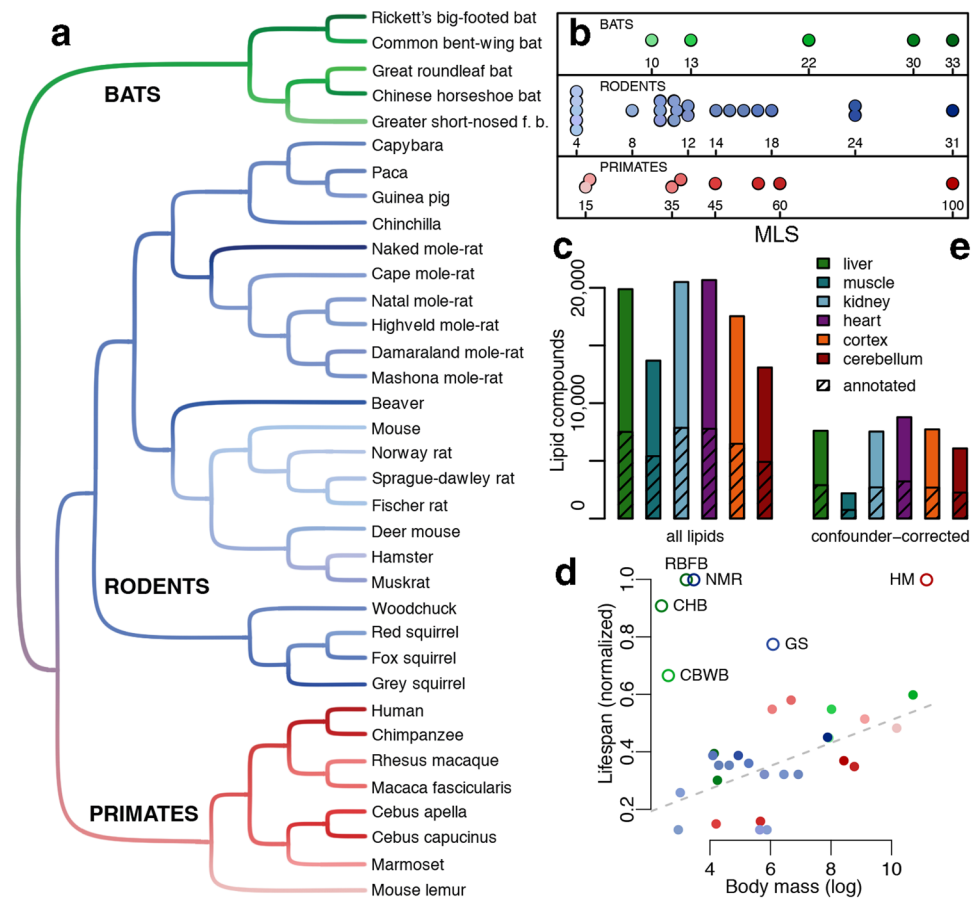 a
Rickett's big-footed bat
Common bent-wing bat
Great roundleaf bat
Chinese horseshoe bat
Greater short-nosed f. b.
BATS
Capybara
Paca
Guinea pig
Chinchilla
Naked mole-rat
Cape mole-rat
Natal mole-rat
Highveld mole-rat
Damaraland mole-rat
Mashona mole-rat
Beaver
Mouse
Norway rat
Sprague-dawley rat
Fischer rat
Deer mouse
Hamster
Muskrat
RODENTS
Woodchuck
Red squirrel
Fox squirrel
Grey squirrel
Human
Chimpanzee
Rhesus macaque
Macaca fascicularis
PRIMATES
Cebus apella
Cebus capucinus
Marmoset
Mouse lemur
b
BATS
10 13 22 30 33
RODENTS
4 8 12 14 18 24 31
PRIMATES
15 35 45 60 100
MLS
c
e
20,000
10,000
0
Lipid compounds
liver
muscle
kidney
heart
cortex
cerebellum
annotated
all lipids
confounder-corrected
d
1.0
0.8
0.6
0.4
0.2
Lifespan (normalized)
RBFB
NMR
HM
CHB
GS
CBWB
4 6 8 10
Body mass (log)